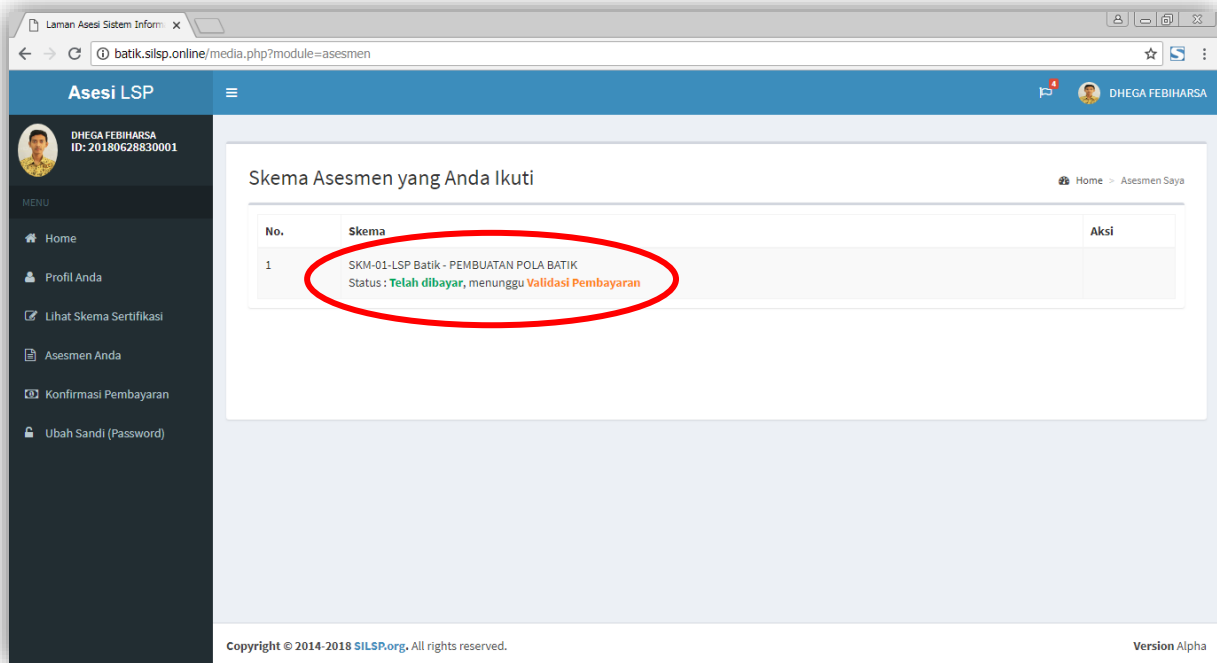 Laman Asesi Sistem Inform
batik.silsp.online/media.php?module=asesmen
Asesi LSP
4
DHEGA FEBIHARSA
DHEGA FEBIHARSA
ID: 20180628830001
MENU
Home
Profil Anda
Lihat Skema Sertifikasi
Asesmen Anda
Konfirmasi Pembayaran
Ubah Sandi (Password)
Skema Asesmen yang Anda Ikuti
Home > Asesmen Saya
No. Skema Aksi
1 SKM-01-LSP Batik - PEMBUATAN POLA BATIK
Status : Telah dibayar, menunggu Validasi Pembayaran
Copyright © 2014-2018 SILSP.org. All rights reserved.
Version Alpha